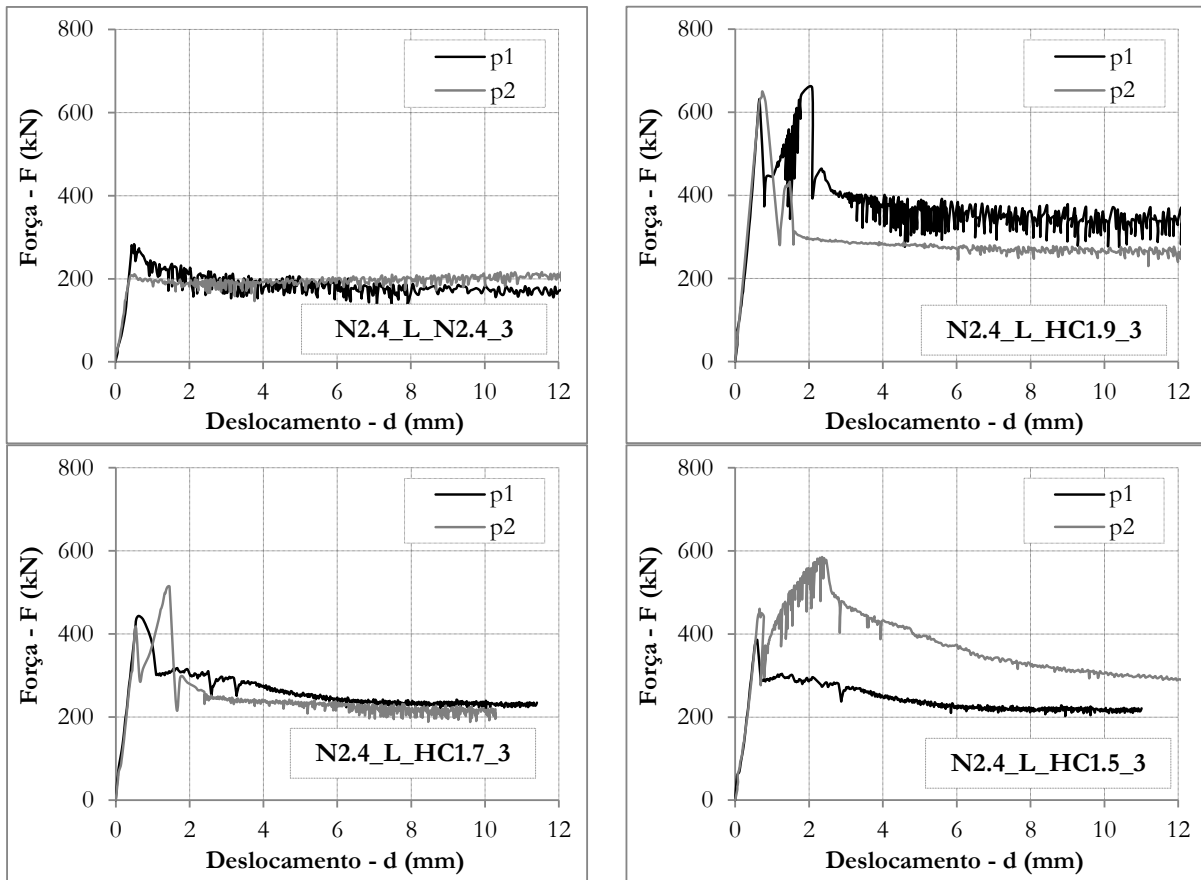 800
600
400
200
0
Força - F (kN)
p1
p2
N2.4_L_N2.4_3
0 2 4 6 8 10 12
Deslocamento - d (mm)
800
600
400
200
0
Força - F (kN)
p1
p2
N2.4_L_HC1.9_3
0 2 4 6 8 10 12
Deslocamento - d (mm)
800
600
400
200
0
Força - F (kN)
p1
p2
N2.4_L_HC1.7_3
0 2 4 6 8 10 12
Deslocamento - d (mm)
800
600
400
200
0
Força - F (kN)
p1
p2
N2.4_L_HC1.5_3
0 2 4 6 8 10 12
Deslocamento - d (mm)